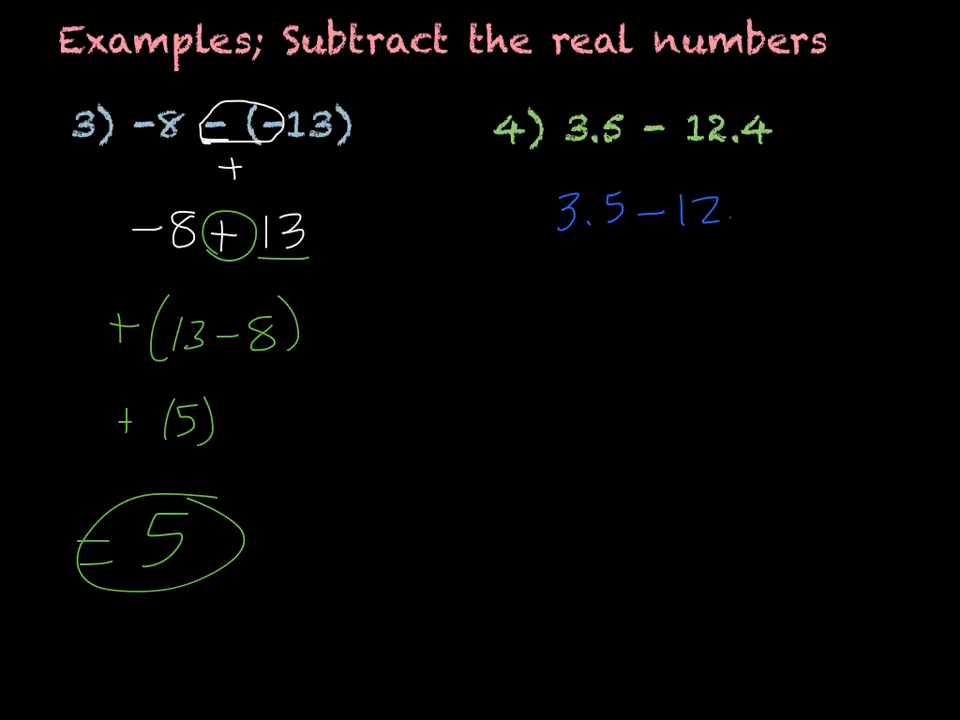 Examples; Subtract the real numbers
3) -8 - (-13)
+
-8 + 13
+ (13 - 8)
+ (5)
= 5
4) 3.5 - 12.4
3.5 - 12.